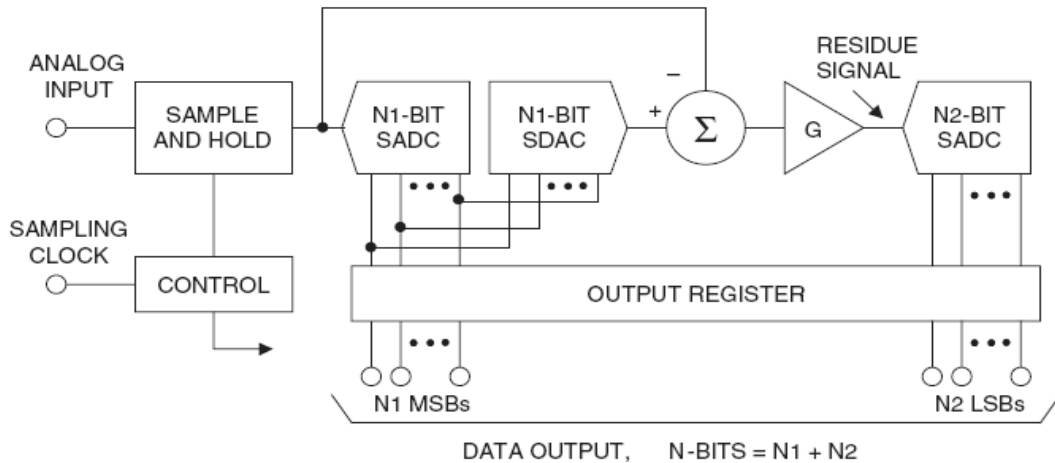 ANALOG
INPUT
SAMPLE
AND HOLD
N1-BIT
SADC
N1-BIT
SDAC
−
+
Σ
G
RESIDUE
SIGNAL
N2-BIT
SADC
SAMPLING
CLOCK
CONTROL
OUTPUT REGISTER
N1 MSBs
N2 LSBs
DATA OUTPUT, N-BITS = N1 + N2